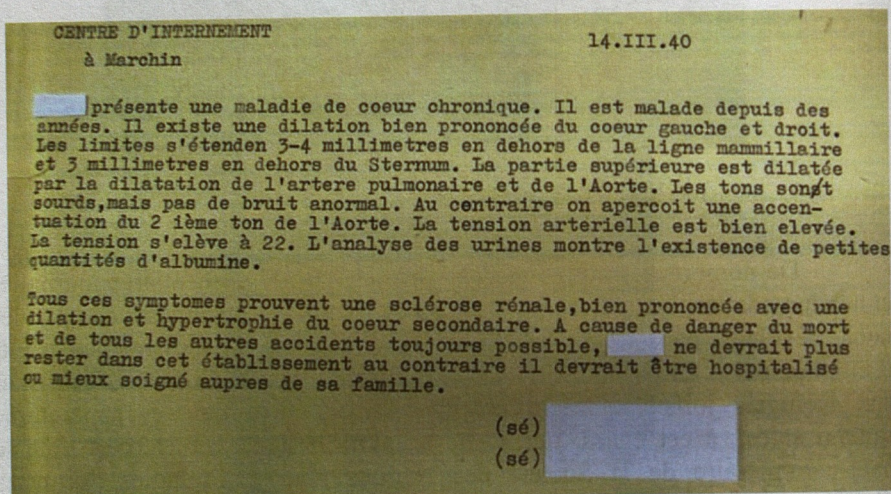 CENTRE D'INTERNEMENT
14.III.40
à Marchin
présente une maladie de coeur chronique. Il est malade depuis des
années. Il existe une dilation bien prononcée du coeur gauche et droit.
Les limites s'étenden 3-4 millimetres en dehors de la ligne mammillaire
et 3 millimetres en dehors du Sternum. La partie supérieure est dilatée
par la dilatation de l'artere pulmonaire et de l'Aorte. Les tons sont
sourds,mais pas de bruit anormal. Au contraire on apercoit une accen-
tuation du 2 ième ton de l'Aorte. La tension arterielle est bien elevée.
La tension s'elève à 22. L'analyse des urines montre l'existence de petites
quantités d'albumine.
Tous ces symptomes prouvent une sclérose rénale,bien prononcée avec une
dilation et hypertrophie du coeur secondaire. A cause de danger du mort
et de tous les autres accidents toujours possible, ne devrait plus
rester dans cet établissement au contraire il devrait être hospitalisé
ou mieux soigné aupres de sa famille.
(sé)
(sé)